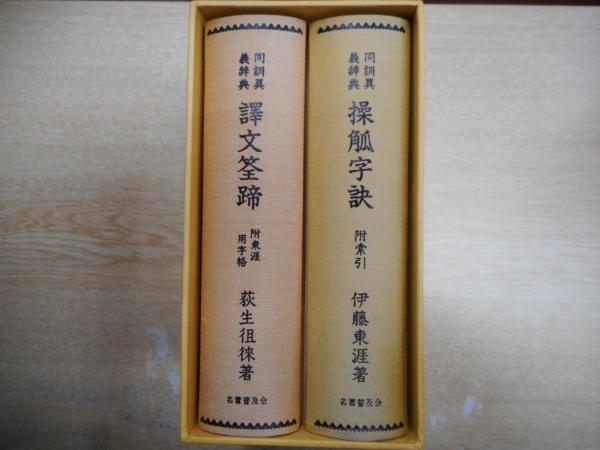 同訓異
義辞典
操觚字訣
附索引
伊藤東涯著
名著普及会
同訓異
義辞典
譯文筌蹄
附東涯
用字格
荻生徂徠著
名著普及会